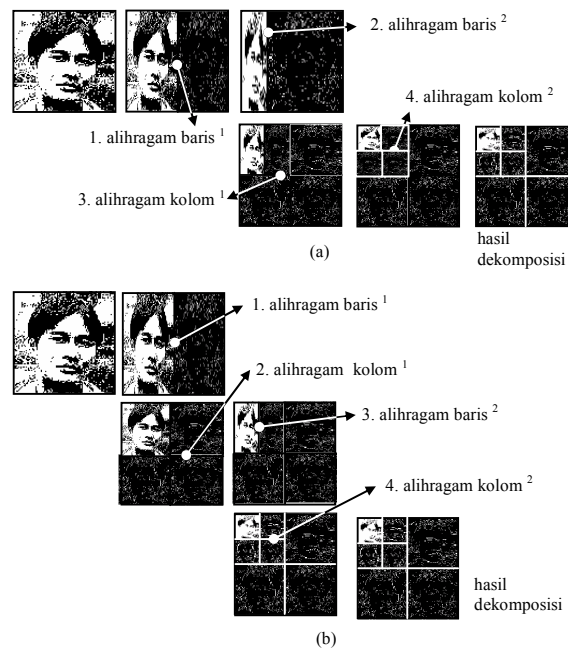 2. alihragam baris ²
4. alihragam kolom ²
1. alihragam baris ¹
3. alihragam kolom ¹
hasil
dekomposisi
(a)
1. alihragam baris ¹
2. alihragam kolom ¹
3. alihragam baris ²
4. alihragam kolom ²
hasil
dekomposisi
(b)